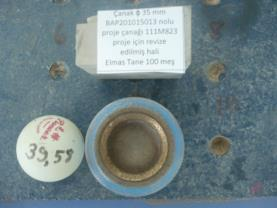 Çanak ϕ 35 mm
BAP201015013 nolu
proje çanağı 111M823
proje için revize
edilmiş hali
Elmas Tane 100 meş
39,58